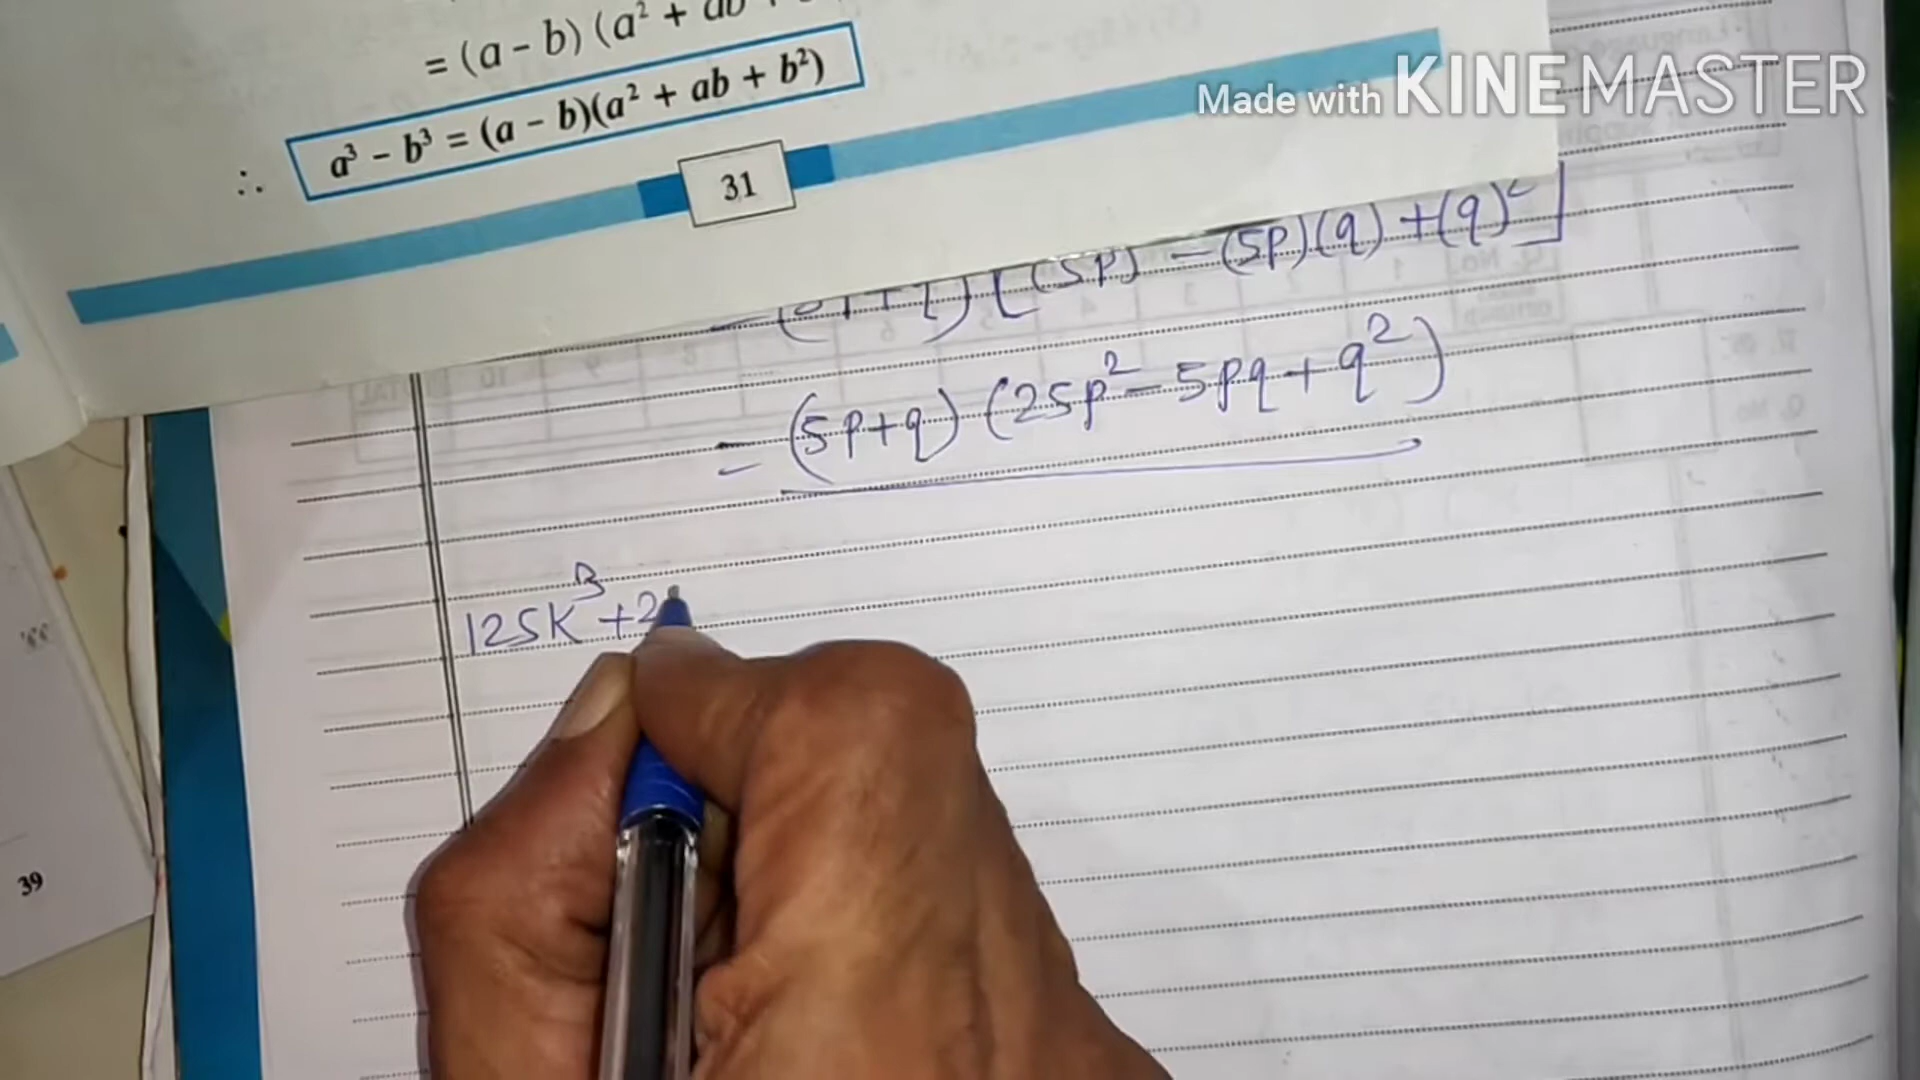 = (a – b) (a² + ab
Made with KINEMASTER
∴ a³ – b³ = (a – b)(a² + ab + b²)
31
(5P) – (5P)(q) + (q)²]
= (5p+q) (25p² – 5pq + q²)
125K³ + 2
39